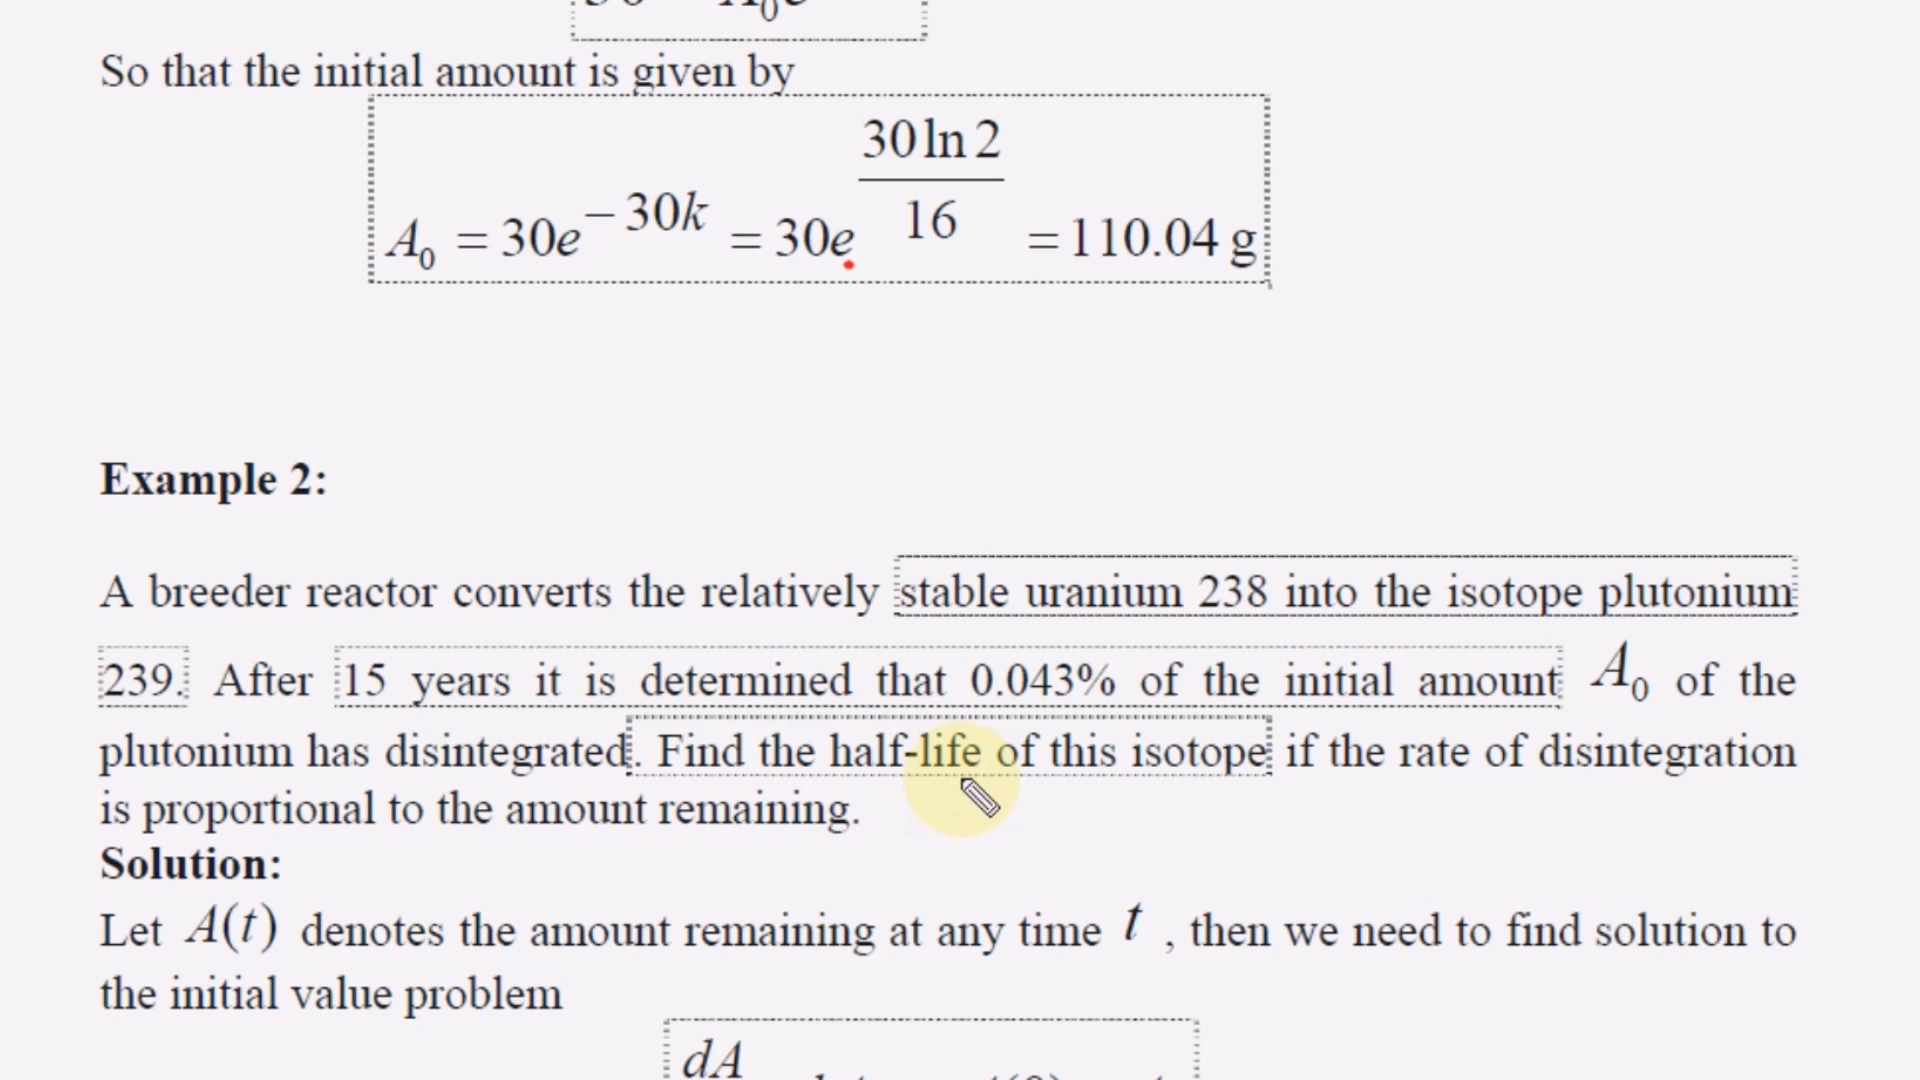 So that the initial amount is given by
A₀ = 30e^(− 30k) = 30e^(30 ln 2 / 16) = 110.04 g
Example 2:
A breeder reactor converts the relatively stable uranium 238 into the isotope plutonium
239. After 15 years it is determined that 0.043% of the initial amount A₀ of the
plutonium has disintegrated. Find the half-life of this isotope if the rate of disintegration
is proportional to the amount remaining.
Solution:
Let A(t) denotes the amount remaining at any time t , then we need to find solution to
the initial value problem
dA